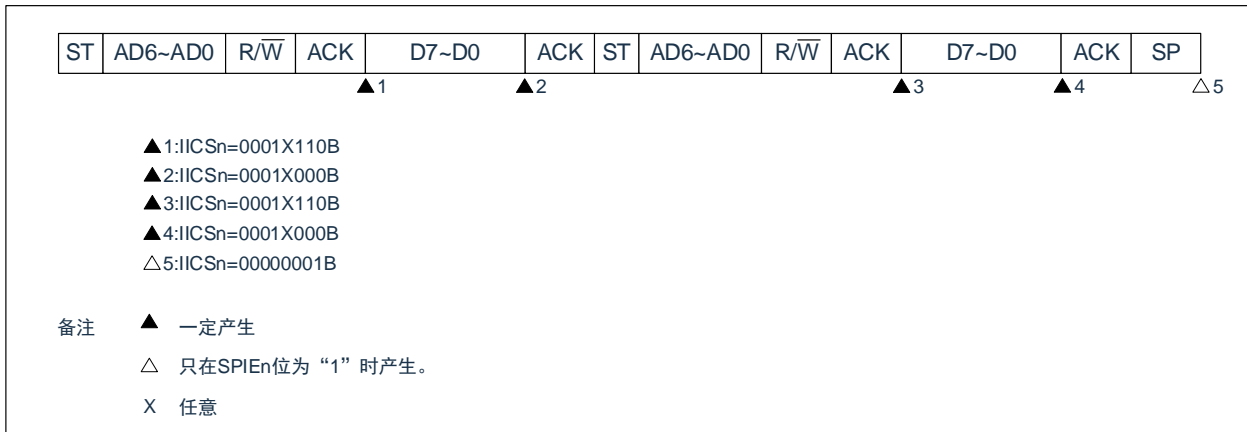 ST AD6~AD0 R/W̅ ACK D7~D0 ACK ST AD6~AD0 R/W̅ ACK D7~D0 ACK SP
▲1 ▲2 ▲3 ▲4 △5
▲1:IICSn=0001X110B
▲2:IICSn=0001X000B
▲3:IICSn=0001X110B
▲4:IICSn=0001X000B
△5:IICSn=00000001B
备注 ▲ 一定产生
△ 只在SPIEn位为“1”时产生。
X 任意